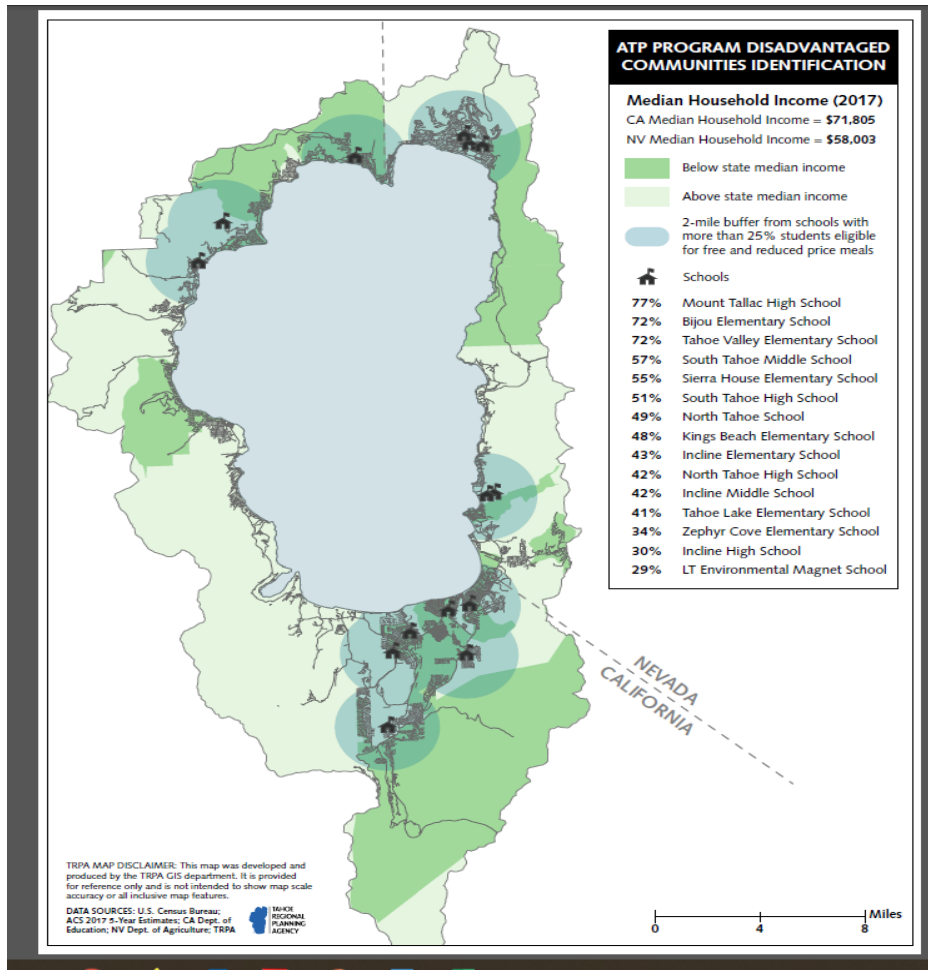 ATP PROGRAM DISADVANTAGED
COMMUNITIES IDENTIFICATION
Median Household Income (2017)
CA Median Household Income = $71,805
NV Median Household Income = $58,003
Below state median income
Above state median income
2-mile buffer from schools with
more than 25% students eligible
for free and reduced price meals
Schools
77% Mount Tallac High School
72% Bijou Elementary School
72% Tahoe Valley Elementary School
57% South Tahoe Middle School
55% Sierra House Elementary School
51% South Tahoe High School
49% North Tahoe School
48% Kings Beach Elementary School
43% Incline Elementary School
42% North Tahoe High School
42% Incline Middle School
41% Tahoe Lake Elementary School
34% Zephyr Cove Elementary School
30% Incline High School
29% LT Environmental Magnet School
NEVADA
CALIFORNIA
TRPA MAP DISCLAIMER: This map was developed and
produced by the TRPA GIS department. It is provided
for reference only and is not intended to show map scale
accuracy or all inclusive map features.
DATA SOURCES: U.S. Census Bureau;
ACS 2017 5-Year Estimates; CA Dept. of
Education; NV Dept. of Agriculture; TRPA
TAHOE
REGIONAL
PLANNING
AGENCY
Miles
0 4 8